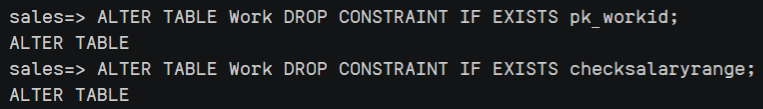 sales=> ALTER TABLE Work DROP CONSTRAINT IF EXISTS pk_workid;
ALTER TABLE
sales=> ALTER TABLE Work DROP CONSTRAINT IF EXISTS checksalaryrange;
ALTER TABLE